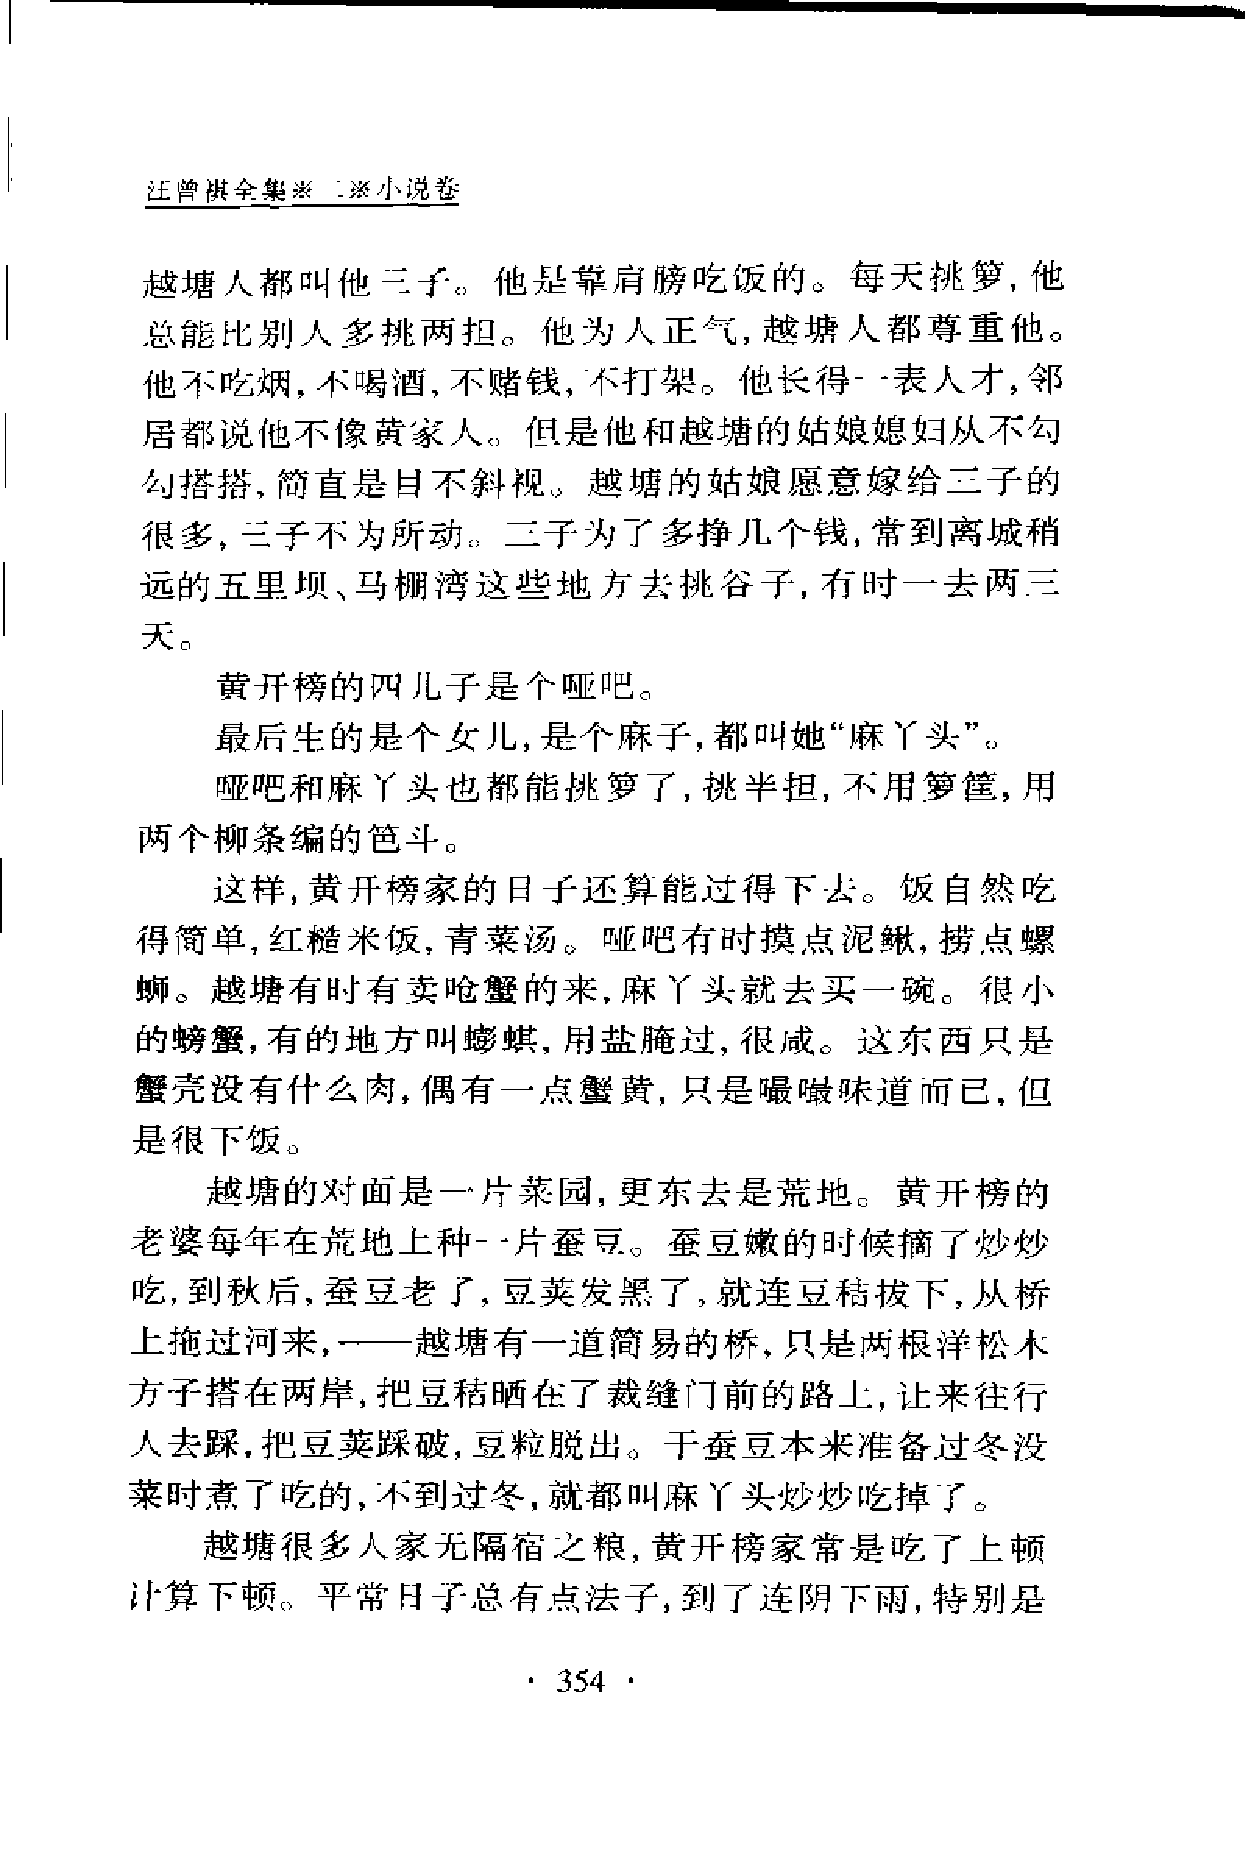 汪曾祺全集※二※小说卷
越塘人都叫他三子。他是靠肩膀吃饭的。每天挑箩,他
总能比别人多挑两担。他为人正气,越塘人都尊重他。
他不吃烟,不喝酒,不赌钱,不打架。他长得一表人才,邻
居都说他不像黄家人。但是他和越塘的姑娘媳妇从不勾
勾搭搭,简直是目不斜视。越塘的姑娘愿意嫁给三子的
很多,三子不为所动。三子为了多挣几个钱,常到离城稍
远的五里坝、马棚湾这些地方去挑谷子,有时一去两三
天。
黄开榜的四儿子是个哑吧。
最后生的是个女儿,是个麻子,都叫她“麻丫头”。
哑吧和麻丫头也都能挑箩了,挑半担,不用箩筐,用
两个柳条编的笆斗。
这样,黄开榜家的日子还算能过得下去。饭自然吃
得简单,红糙米饭,青菜汤。哑吧有时摸点泥鳅,捞点螺
蛳。越塘有时有卖呛蟹的来,麻丫头就去买一碗。很小
的螃蟹,有的地方叫蟛蜞,用盐腌过,很咸。这东西只是
蟹壳没有什么肉,偶有一点蟹黄,只是嘬嘬味道而已,但
是很下饭。
越塘的对面是一片菜园,更东去是荒地。黄开榜的
老婆每年在荒地上种一片蚕豆。蚕豆嫩的时候摘了炒炒
吃,到秋后,蚕豆老了,豆荚发黑了,就连豆秸拔下,从桥
上拖过河来,——越塘有一道简易的桥,只是两根洋松木
方子搭在两岸,把豆秸晒在了裁缝门前的路上,让来往行
人去踩,把豆荚踩破,豆粒脱出。干蚕豆本来准备过冬没
菜时煮了吃的,不到过冬,就都叫麻丫头炒炒吃掉了。
越塘很多人家无隔宿之粮,黄开榜家常是吃了上顿
计算下顿。平常日子总有点法子,到了连阴下雨,特别是
· 354 ·